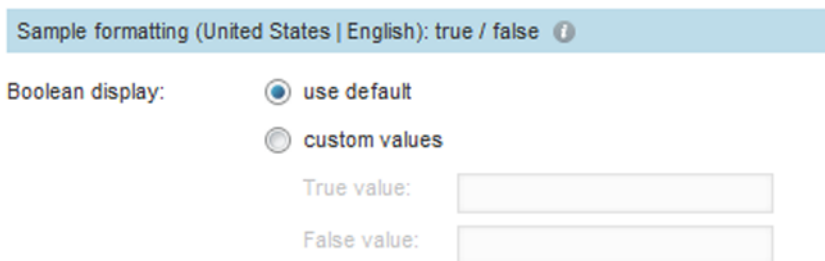 Sample formatting (United States | English): true / false
Boolean display: use default
custom values
True value:
False value: